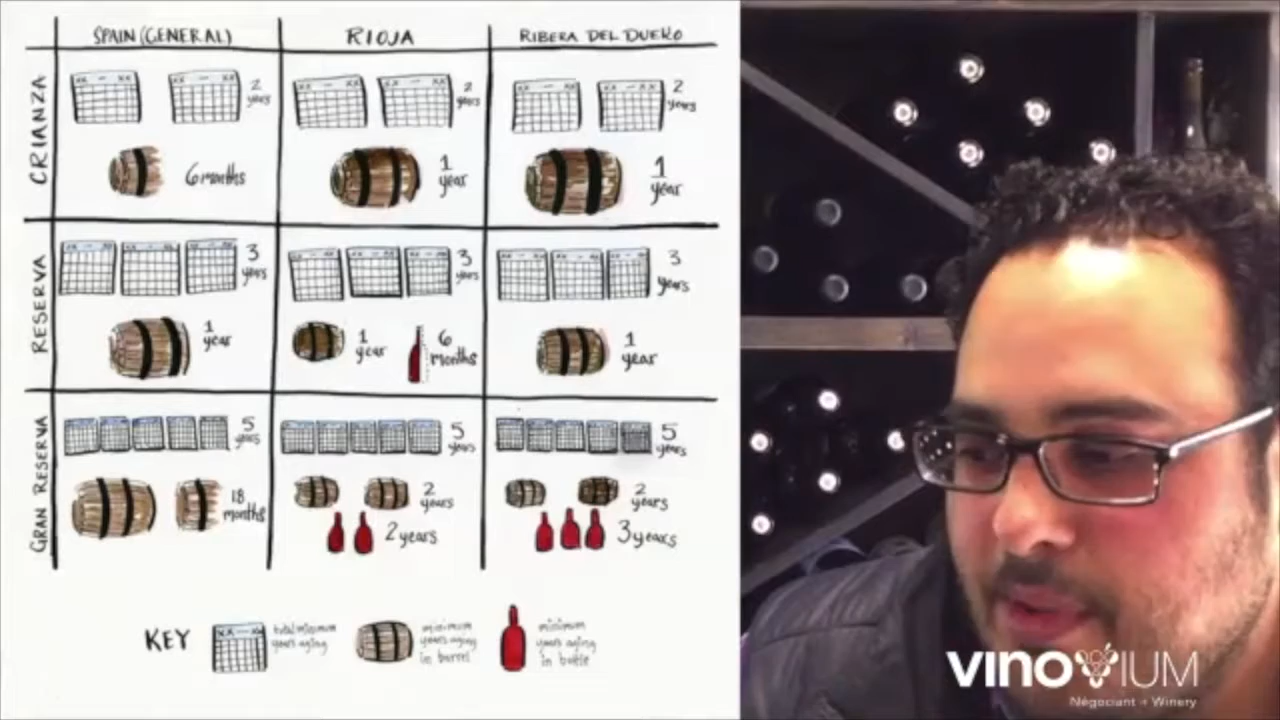 SPAIN (GENERAL) RIOJA RIBERA DEL DUERO
CRIANZA
2 years
2 years
2 years
6 months
1 year
1 year
RESERVA
3 years
3 years
3 years
1 year
1 year
6 months
1 year
GRAN RESERVA
5 years
5 years
5 years
18 months
2 years
2 years
2 years
3 years
KEY
total minimum
years aging
minimum
years aging
in barrel
minimum
years aging
in bottle
vinoVIUM
Négociant + Winery